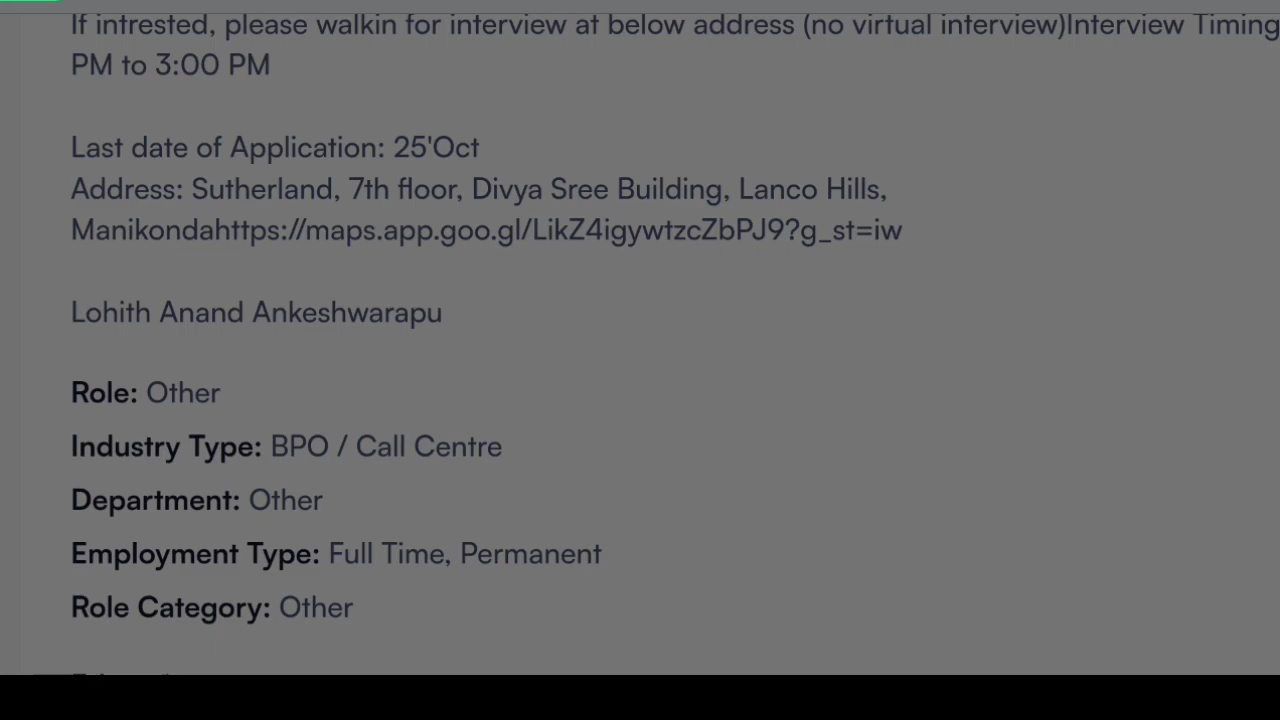 If intrested, please walkin for interview at below address (no virtual interview)Interview Timing
PM to 3:00 PM
Last date of Application: 25'Oct
Address: Sutherland, 7th floor, Divya Sree Building, Lanco Hills,
Manikondahttps://maps.app.goo.gl/LikZ4igywtzcZbPJ9?g_st=iw
Lohith Anand Ankeshwarapu
Role: Other
Industry Type: BPO / Call Centre
Department: Other
Employment Type: Full Time, Permanent
Role Category: Other